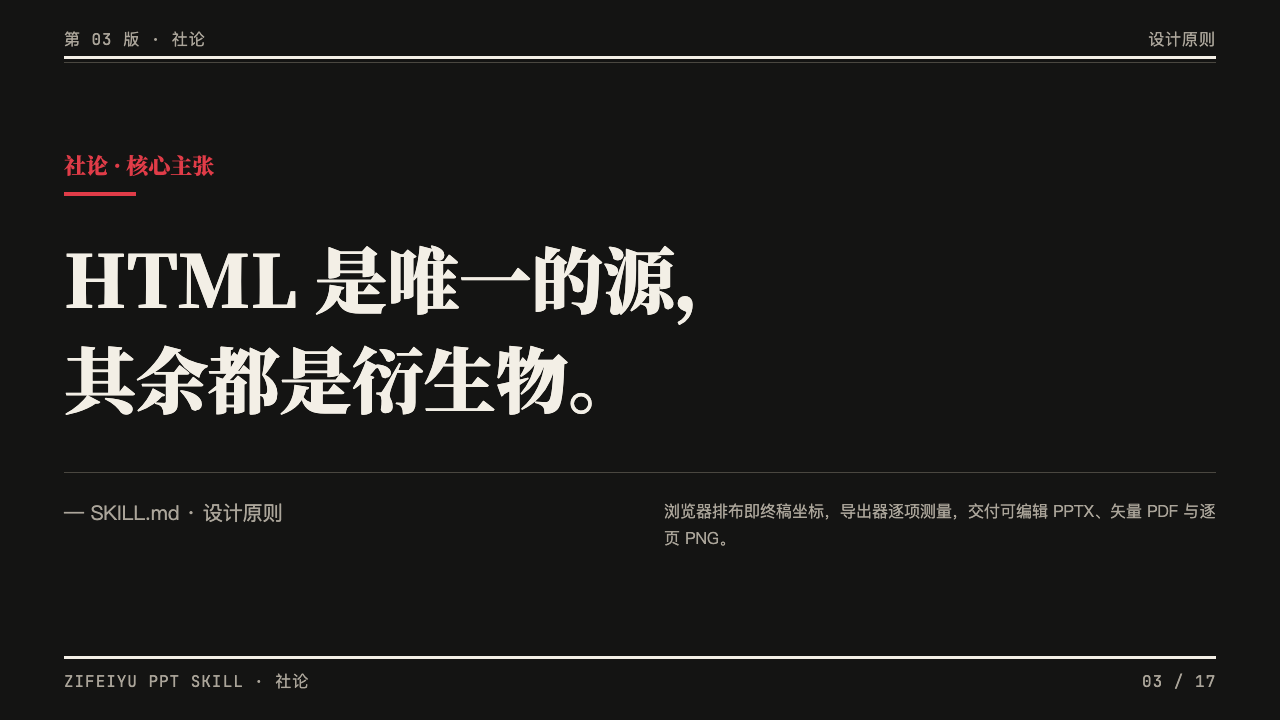 第 03 版 · 社论
设计原则
社论 · 核心主张
HTML 是唯一的源，
其余都是衍生物。
— SKILL.md · 设计原则
浏览器排布即终稿坐标，导出器逐项测量，交付可编辑 PPTX、矢量 PDF 与逐
页 PNG。
ZIFEIYU PPT SKILL · 社论
03 / 17